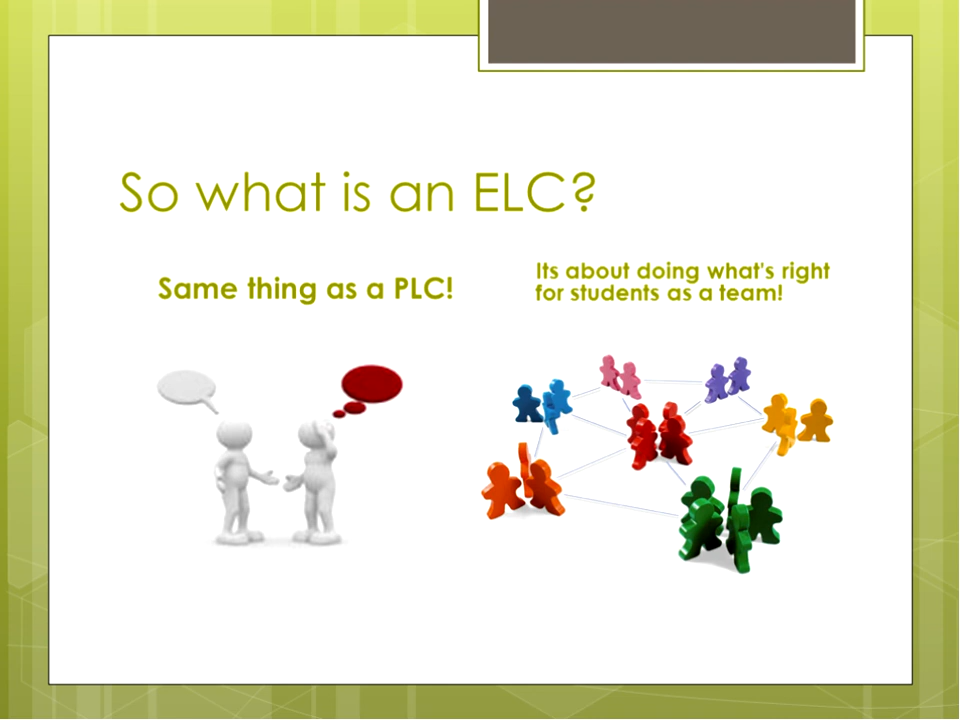 So what is an ELC?
Same thing as a PLC!
Its about doing what's right
for students as a team!